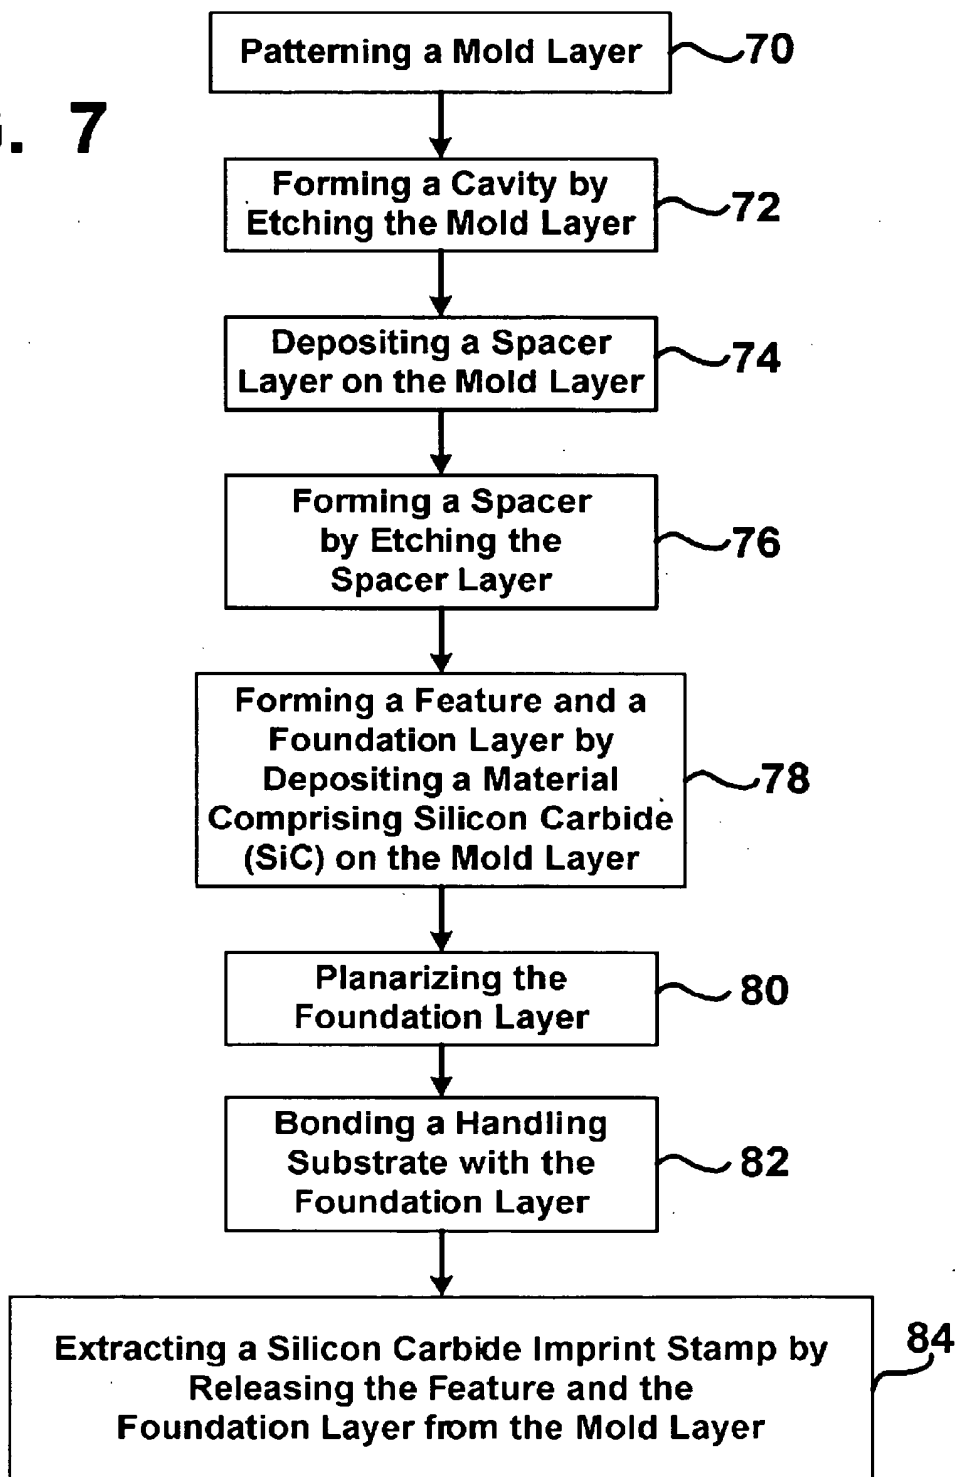 Patterning a Mold Layer
70
. 7
Forming a Cavity by
Etching the Mold Layer
72
Depositing a Spacer
Layer on the Mold Layer
74
Forming a Spacer
by Etching the
Spacer Layer
76
Forming a Feature and a
Foundation Layer by
Depositing a Material
Comprising Silicon Carbide
(SiC) on the Mold Layer
78
Planarizing the
Foundation Layer
80
Bonding a Handling
Substrate with the
Foundation Layer
82
Extracting a Silicon Carbide Imprint Stamp by
Releasing the Feature and the
Foundation Layer from the Mold Layer
84